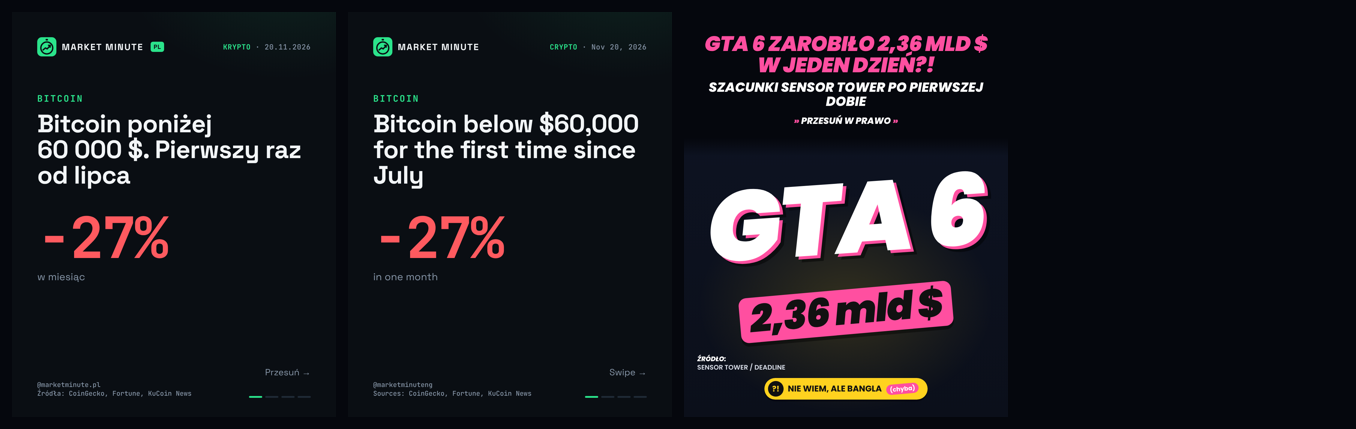 MARKET MINUTE PL
KRYPTO · 20.11.2026
BITCOIN
Bitcoin poniżej
60 000 $. Pierwszy raz
od lipca
-27%
w miesiąc
Przesuń →
@marketminute.pl
Źródła: CoinGecko, Fortune, KuCoin News
MARKET MINUTE
CRYPTO · Nov 20, 2026
BITCOIN
Bitcoin below $60,000
for the first time since
July
-27%
in one month
Swipe →
@marketminuteng
Sources: CoinGecko, Fortune, KuCoin News
GTA 6 ZAROBIŁO 2,36 MLD $
W JEDEN DZIEŃ?!
SZACUNKI SENSOR TOWER PO PIERWSZEJ
DOBIE
» PRZESUŃ W PRAWO »
GTA 6
2,36 mld $
ŹRÓDŁO:
SENSOR TOWER / DEADLINE
?! NIE WIEM, ALE BANGLA (chyba)